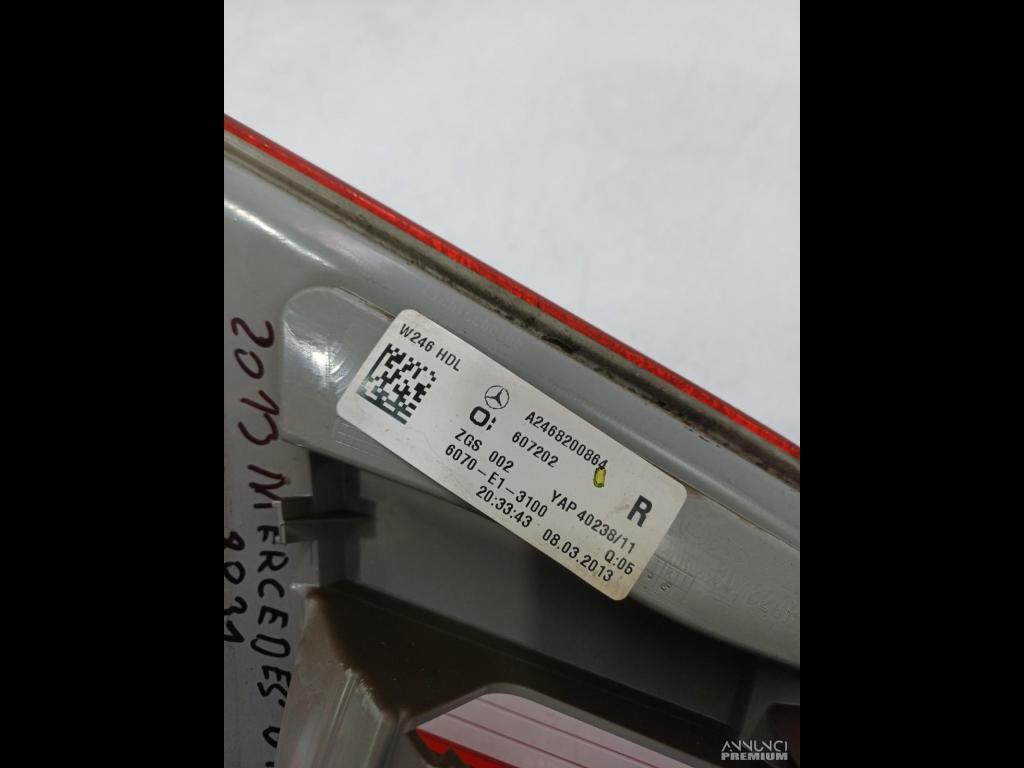 W246 HDL
A2468200864
607202
ZGS 002
YAP 40238/11
R
6070-E1-3100
Q:05
20:33:43 08.03.2013
2013 MERCEDES
ANNUNCI
PREMIUM